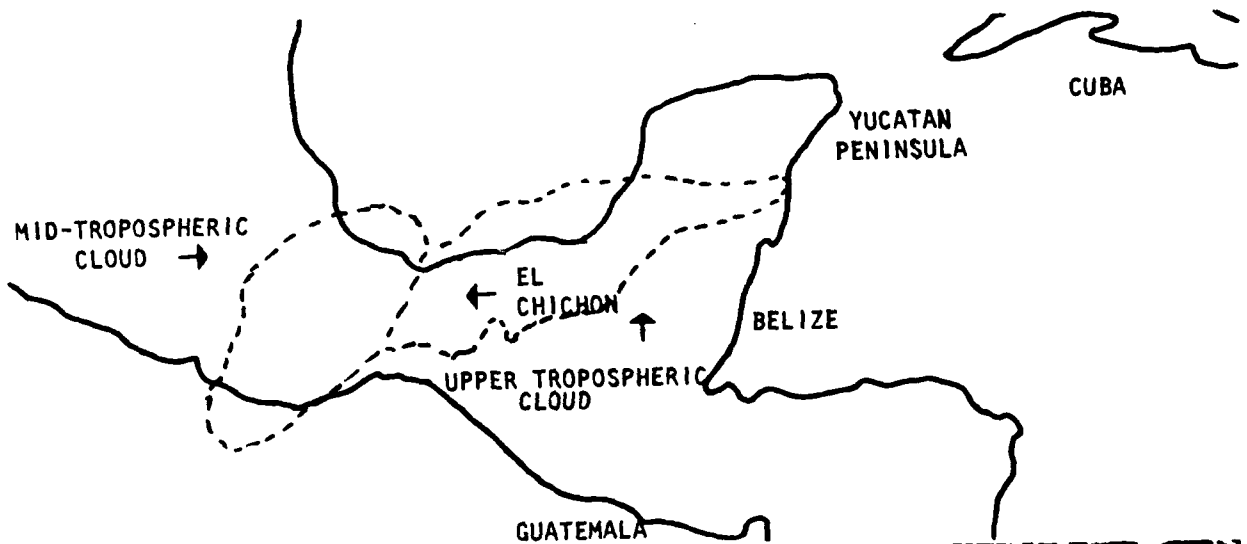 CUBA
YUCATAN
PENINSULA
MID-TROPOSPHERIC
CLOUD
EL
CHICHON
BELIZE
UPPER TROPOSPHERIC
CLOUD
GUATEMALA